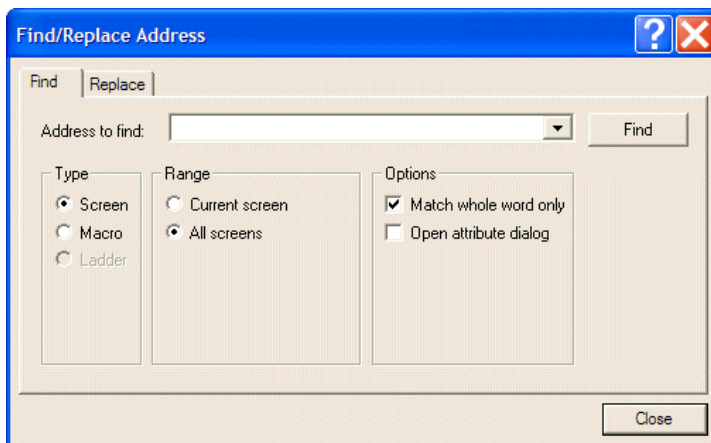 Find/Replace Address
?
Find Replace
Address to find: Find
Type Range Options
Screen Current screen Match whole word only
Macro All screens Open attribute dialog
Ladder
Close